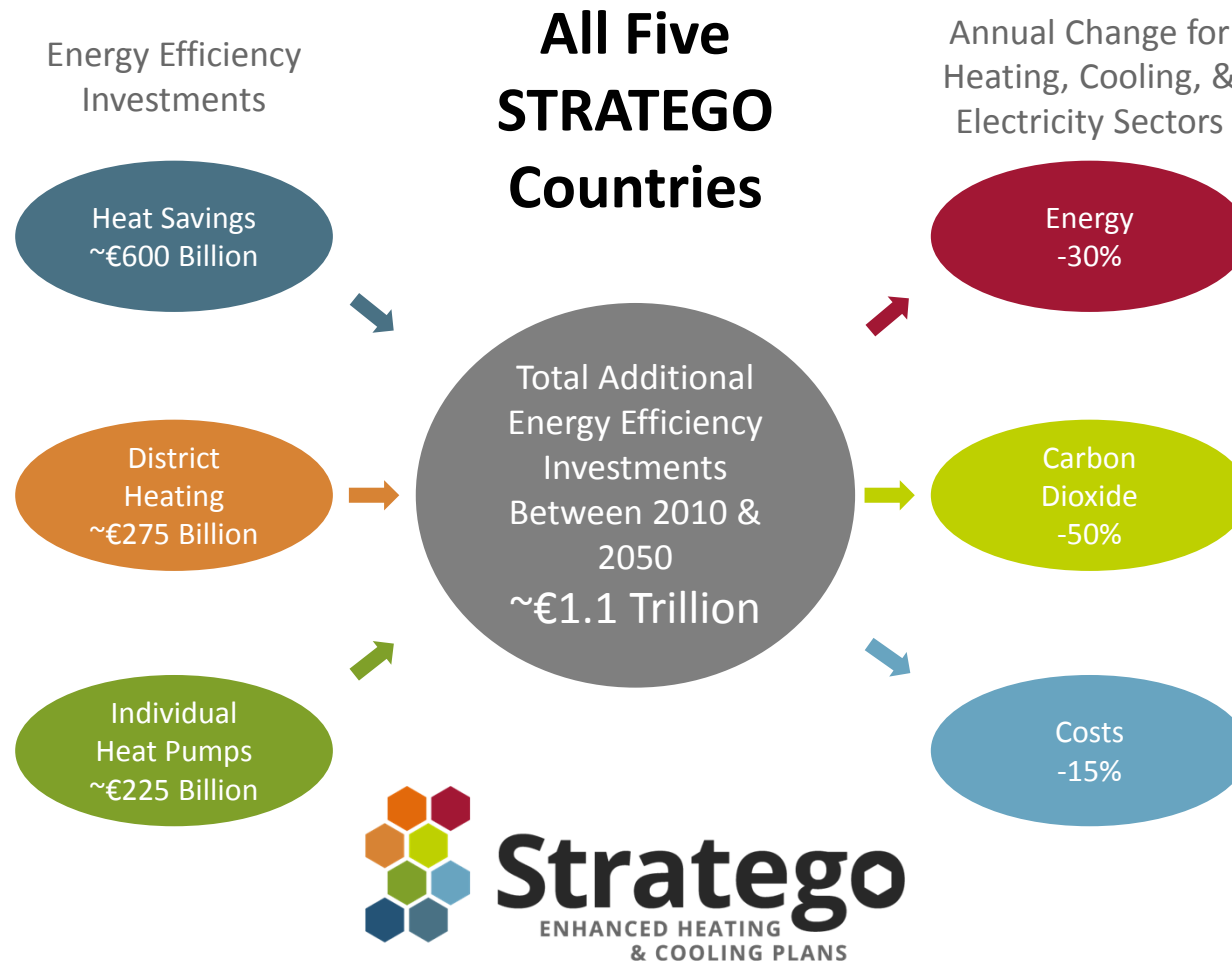 All Five
STRATEGO
Countries
Energy Efficiency
Investments
Heat Savings
~€600 Billion
District
Heating
~€275 Billion
Individual
Heat Pumps
~€225 Billion
Total Additional
Energy Efficiency
Investments
Between 2010 &
2050
~€1.1 Trillion
Annual Change for
Heating, Cooling, &
Electricity Sectors
Energy
-30%
Carbon
Dioxide
-50%
Costs
-15%
Stratego
ENHANCED HEATING
& COOLING PLANS